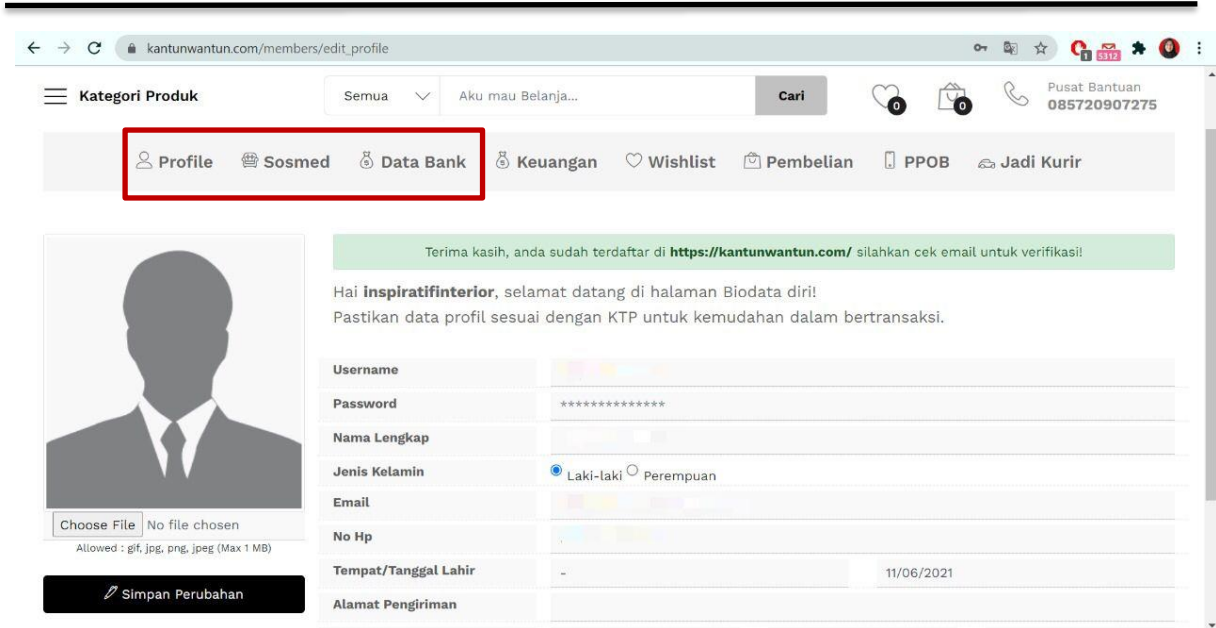 kantunwantun.com/members/edit_profile
1 5312
Kategori Produk Semua Aku mau Belanja... Cari 0 0 Pusat Bantuan
085720907275
Profile Sosmed Data Bank Keuangan Wishlist Pembelian PPOB Jadi Kurir
Terima kasih, anda sudah terdaftar di https://kantunwantun.com/ silahkan cek email untuk verifikasi!
Hai inspiratifinterior, selamat datang di halaman Biodata diri!
Pastikan data profil sesuai dengan KTP untuk kemudahan dalam bertransaksi.
Username
Password **************
Nama Lengkap
Jenis Kelamin Laki-laki Perempuan
Email
Choose File No file chosen
Allowed : gif, jpg, png, jpeg (Max 1 MB)
No Hp
Tempat/Tanggal Lahir - 11/06/2021
Simpan Perubahan
Alamat Pengiriman